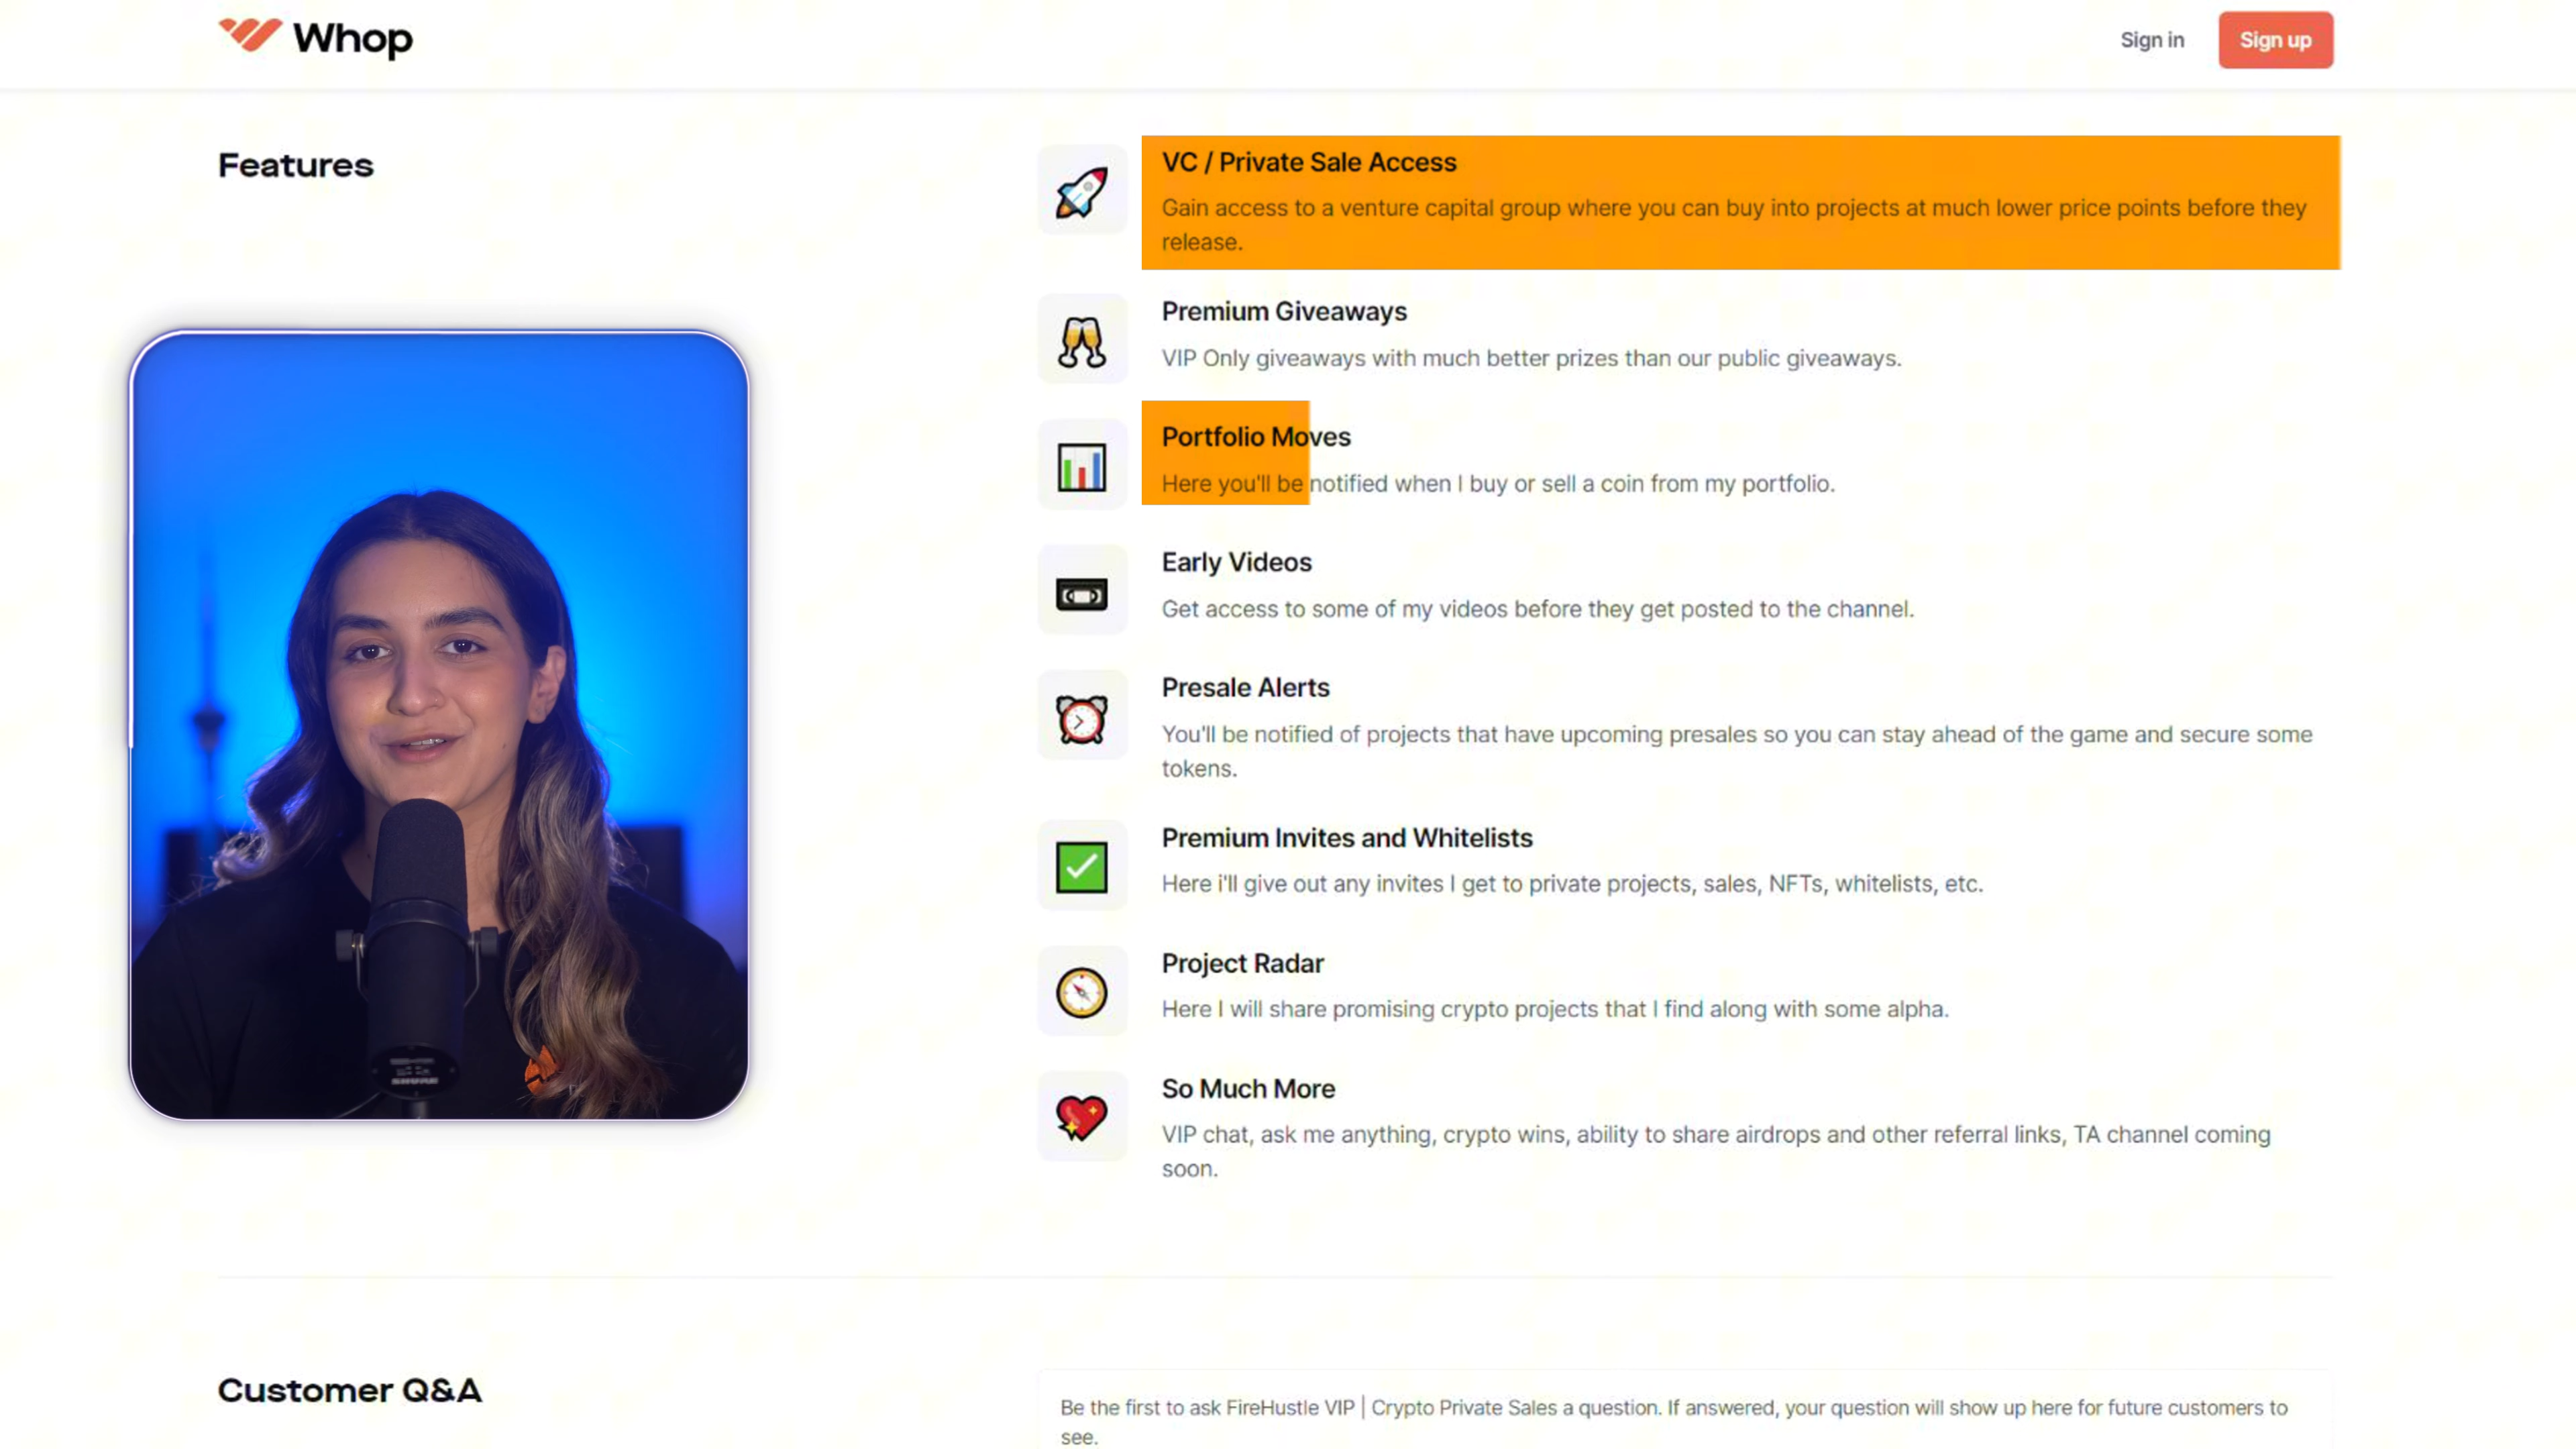 Whop
Sign in
Sign up
Features
VC / Private Sale Access
Gain access to a venture capital group where you can buy into projects at much lower price points before they
release.
Premium Giveaways
VIP Only giveaways with much better prizes than our public giveaways.
Portfolio Moves
Here you'll be notified when I buy or sell a coin from my portfolio.
Early Videos
Get access to some of my videos before they get posted to the channel.
Presale Alerts
You'll be notified of projects that have upcoming presales so you can stay ahead of the game and secure some
tokens.
Premium Invites and Whitelists
Here i'll give out any invites I get to private projects, sales, NFTs, whitelists, etc.
Project Radar
Here I will share promising crypto projects that I find along with some alpha.
So Much More
VIP chat, ask me anything, crypto wins, ability to share airdrops and other referral links, TA channel coming
soon.
SHURE
Customer Q&A
Be the first to ask FireHustle VIP | Crypto Private Sales a question. If answered, your question will show up here for future customers to
see.